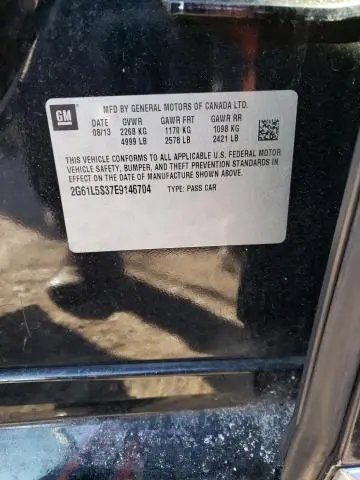 GM
MFD BY GENERAL MOTORS OF CANADA LTD.
DATE GVWR GAWR FRT GAWR RR
08/13 2268 KG 1170 KG 1098 KG
4999 LB 2578 LB 2421 LB
THIS VEHICLE CONFORMS TO ALL APPLICABLE U.S. FEDERAL MOTOR
VEHICLE SAFETY, BUMPER, AND THEFT PREVENTION STANDARDS IN
EFFECT ON THE DATE OF MANUFACTURE SHOWN ABOVE.
2G61L5S37E9146704 TYPE: PASS CAR